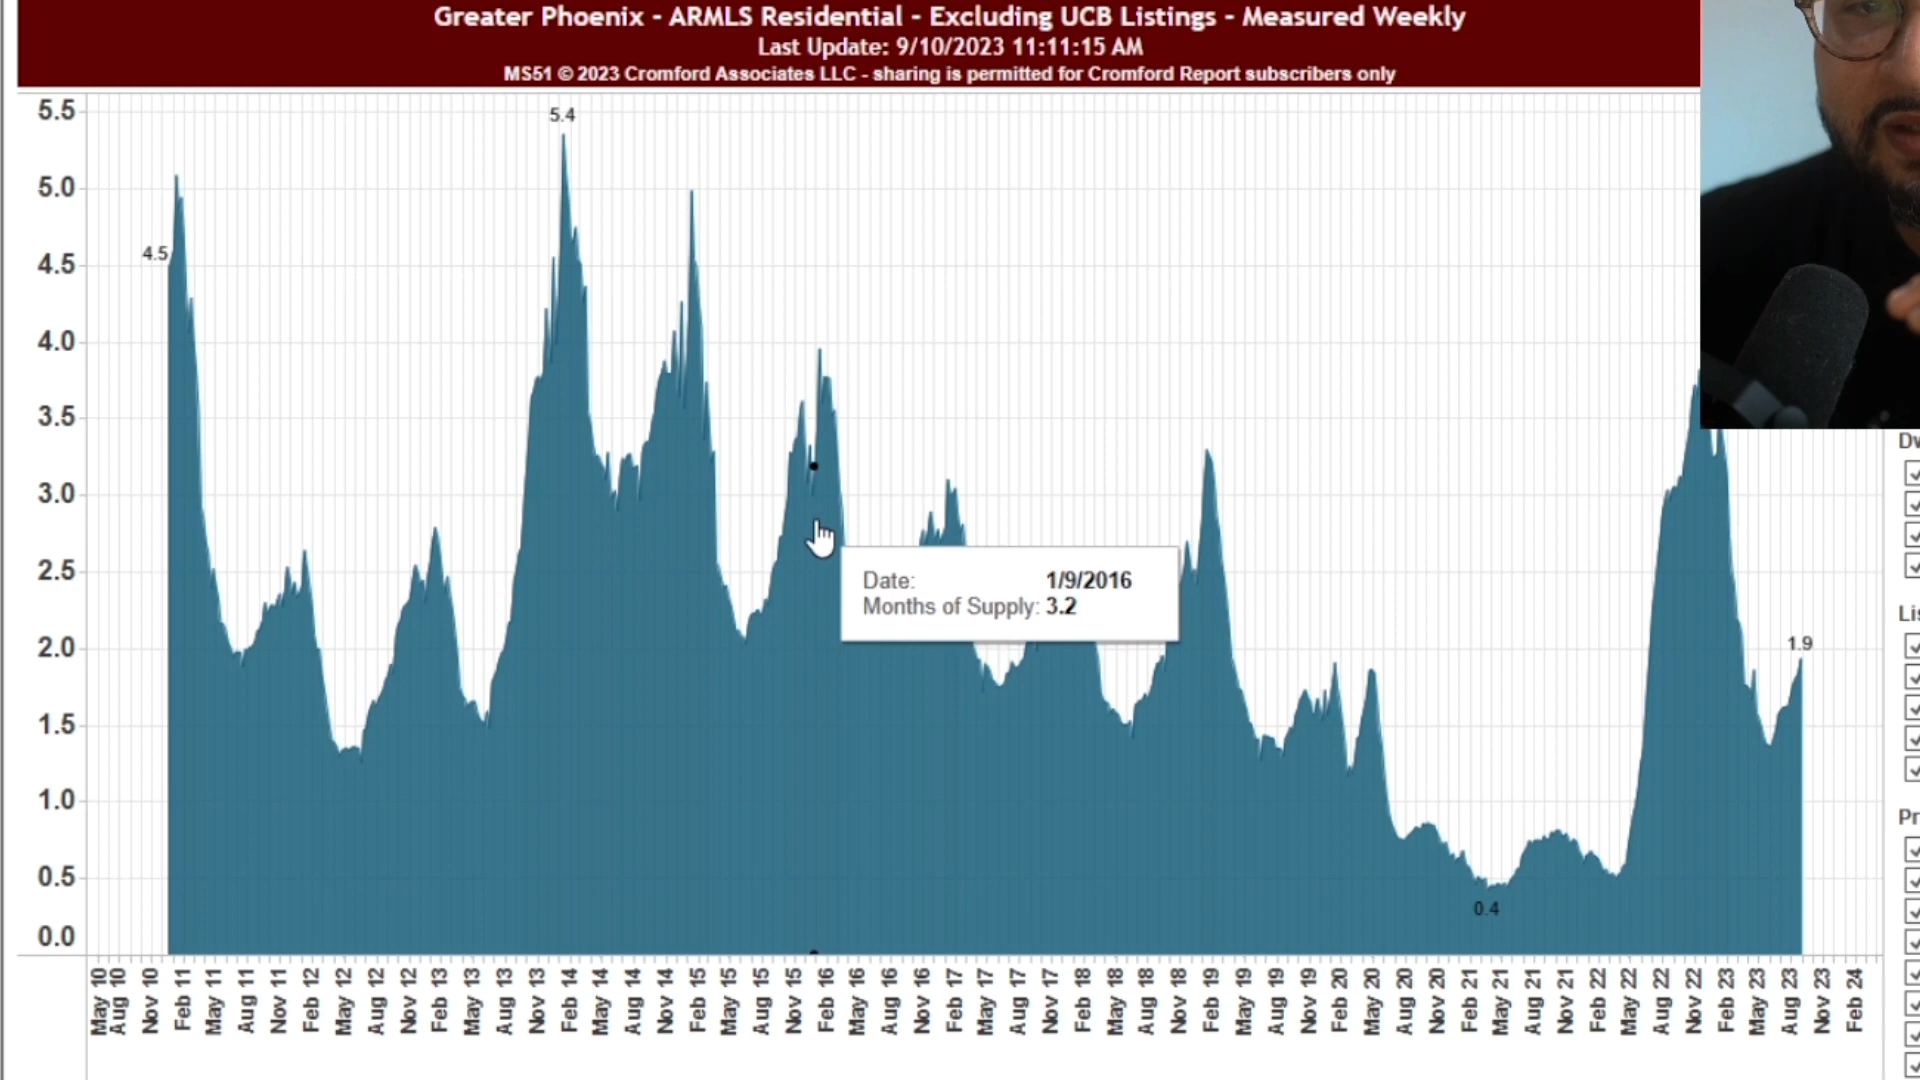 Greater Phoenix - ARMLS Residential - Excluding UCB Listings - Measured Weekly
Last Update: 9/10/2023 11:11:15 AM
MS51 © 2023 Cromford Associates LLC - sharing is permitted for Cromford Report subscribers only
5.5
5.4
5.0
4.5
4.5
4.0
3.5
3.0
2.5
Date: 1/9/2016
Months of Supply: 3.2
2.0
1.9
1.5
1.0
0.5
0.4
0.0
May 10
Aug 10
Nov 10
Feb 11
May 11
Aug 11
Nov 11
Feb 12
May 12
Aug 12
Nov 12
Feb 13
May 13
Aug 13
Nov 13
Feb 14
May 14
Aug 14
Nov 14
Feb 15
May 15
Aug 15
Nov 15
Feb 16
May 16
Aug 16
Nov 16
Feb 17
May 17
Aug 17
Nov 17
Feb 18
May 18
Aug 18
Nov 18
Feb 19
May 19
Aug 19
Nov 19
Feb 20
May 20
Aug 20
Nov 20
Feb 21
May 21
Aug 21
Nov 21
Feb 22
May 22
Aug 22
Nov 22
Feb 23
May 23
Aug 23
Nov 23
Feb 24